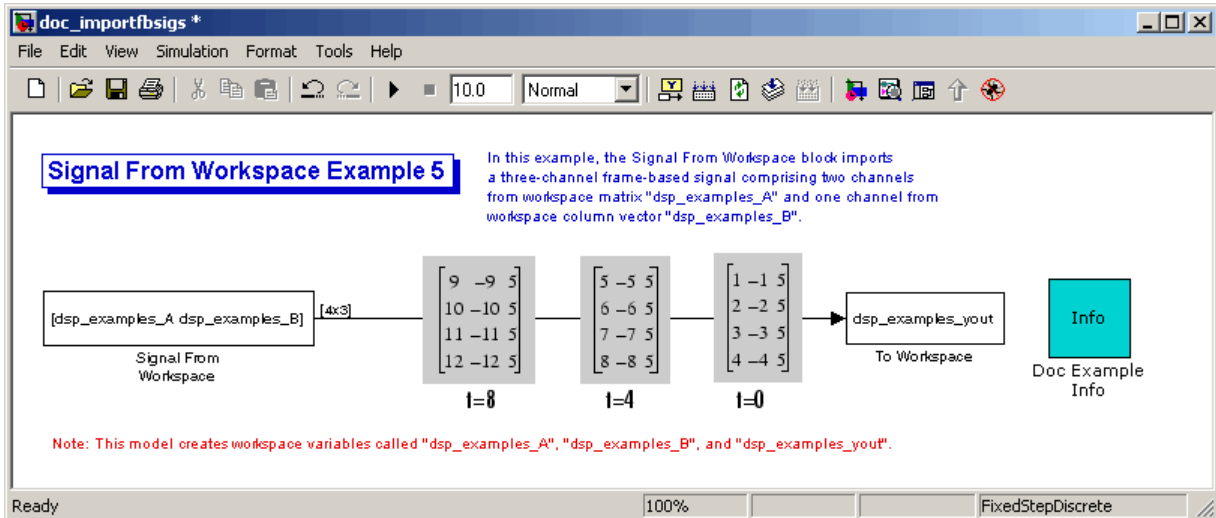 doc_importfbsigs *
File Edit View Simulation Format Tools Help
10.0 Normal
Signal From Workspace Example 5
In this example, the Signal From Workspace block imports
a three-channel frame-based signal comprising two channels
from workspace matrix "dsp_examples_A" and one channel from
workspace column vector "dsp_examples_B".
[dsp_examples_A dsp_examples_B]
[4x3]
Signal From
Workspace
9 -9 5
10 -10 5
11 -11 5
12 -12 5
t=8
5 -5 5
6 -6 5
7 -7 5
8 -8 5
t=4
1 -1 5
2 -2 5
3 -3 5
4 -4 5
t=0
dsp_examples_yout
To Workspace
Info
Doc Example
Info
Note: This model creates workspace variables called "dsp_examples_A", "dsp_examples_B", and "dsp_examples_yout".
Ready 100% FixedStepDiscrete